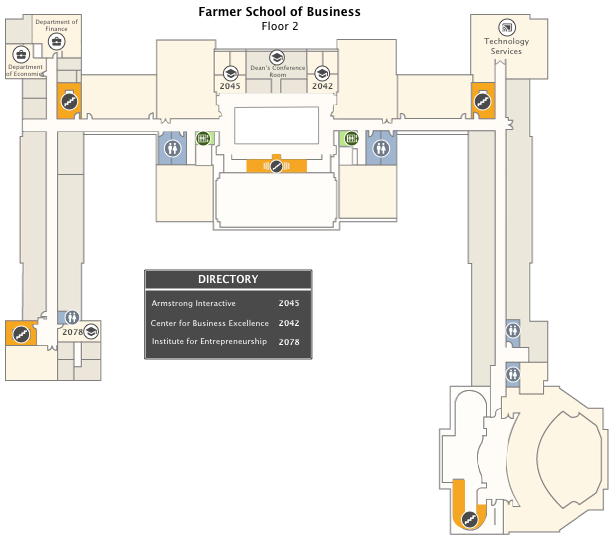 Farmer School of Business
Floor 2
Department of
Finance
Department
of Economics
Technology
Services
Dean's Conference
Room
2045
2042
2078
DIRECTORY
Armstrong Interactive 2045
Center for Business Excellence 2042
Institute for Entrepreneurship 2078